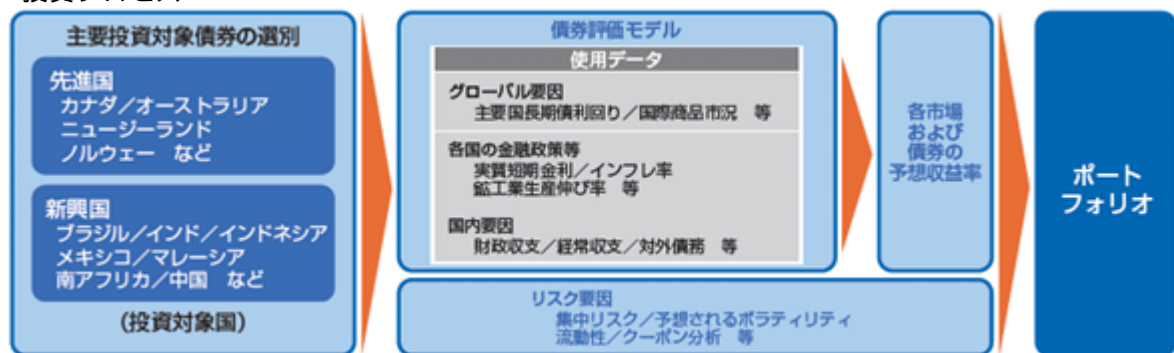 主要投資対象債券の選別
先進国
カナダ／オーストラリア
ニュージーランド
ノルウェー など
新興国
ブラジル／インド／インドネシア
メキシコ／マレーシア
南アフリカ／中国 など
(投資対象国)
債券評価モデル
使用データ
グローバル要因
主要国長期債利回り／国際商品市況 等
各国の金融政策等
実質短期金利／インフレ率
鉱工業生産伸び率 等
国内要因
財政収支／経常収支／対外債務 等
リスク要因
集中リスク／予想されるボラティリティ
流動性／クーポン分析 等
各市場
および
債券の
予想収益率
ポート
フォリオ